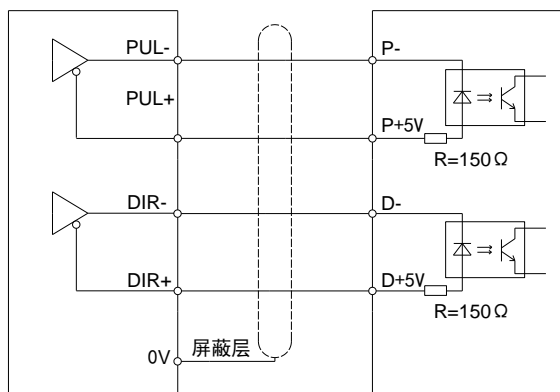 PUL-
P-
PUL+
P+5V
R=150Ω
DIR-
D-
DIR+
D+5V
R=150Ω
0V
屏蔽层